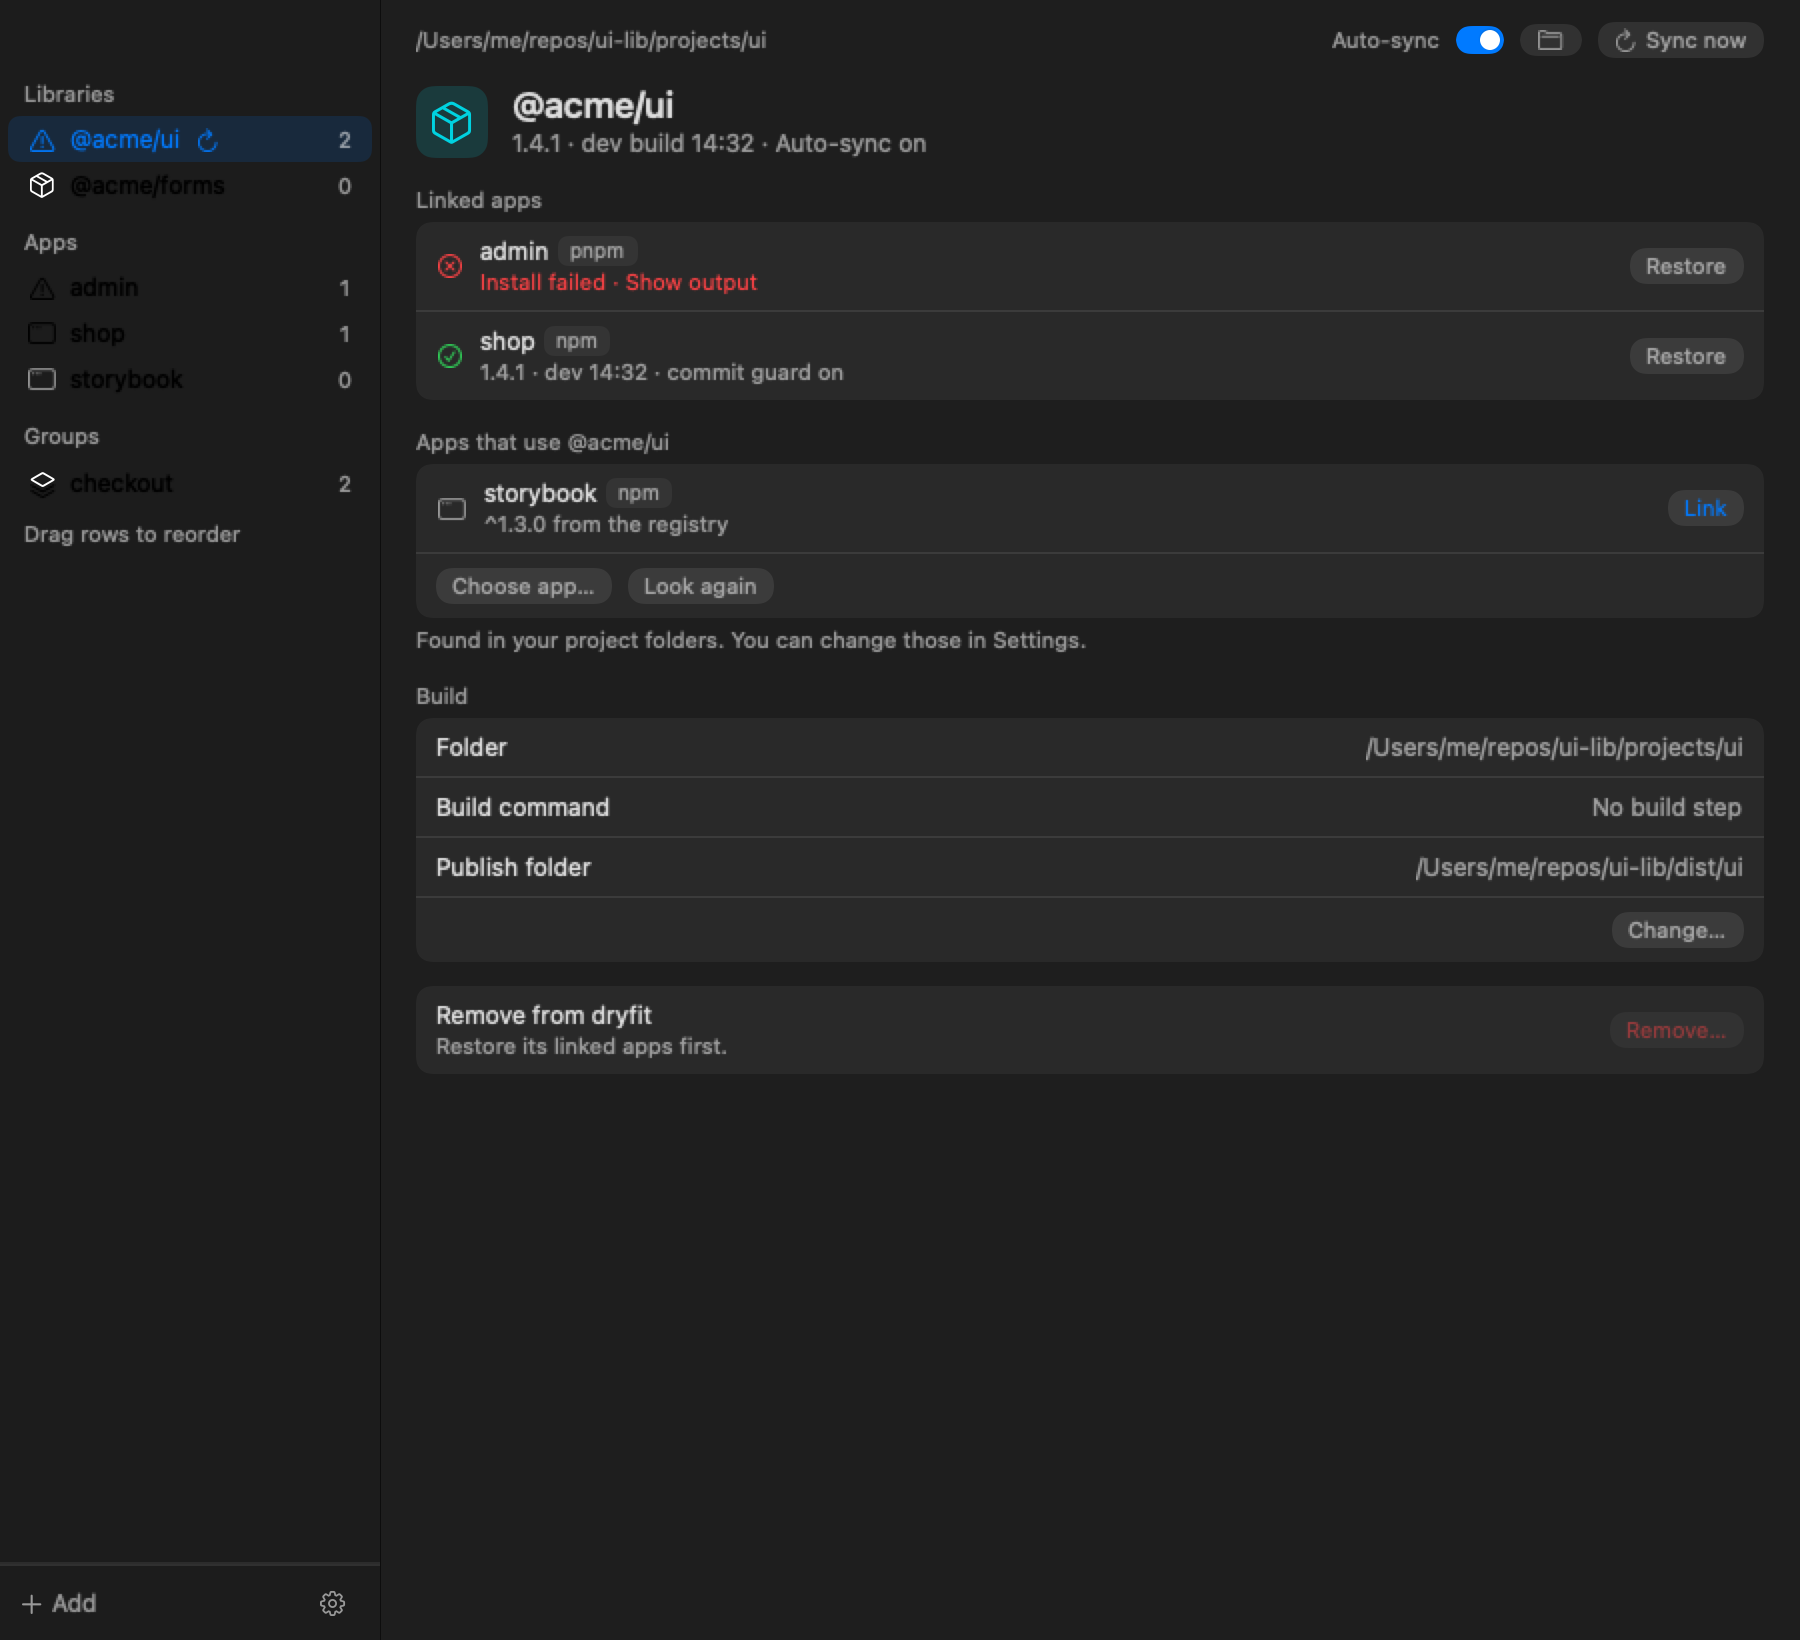 /Users/me/repos/ui-lib/projects/ui
Auto-sync
Sync now
Libraries
@acme/ui 2
@acme/forms 0
Apps
admin 1
shop 1
storybook 0
Groups
checkout 2
Drag rows to reorder
Add
@acme/ui
1.4.1 · dev build 14:32 · Auto-sync on
Linked apps
admin pnpm
Install failed · Show output
Restore
shop npm
1.4.1 · dev 14:32 · commit guard on
Restore
Apps that use @acme/ui
storybook npm
^1.3.0 from the registry
Link
Choose app... Look again
Found in your project folders. You can change those in Settings.
Build
Folder /Users/me/repos/ui-lib/projects/ui
Build command No build step
Publish folder /Users/me/repos/ui-lib/dist/ui
Change...
Remove from dryfit
Restore its linked apps first.
Remove...